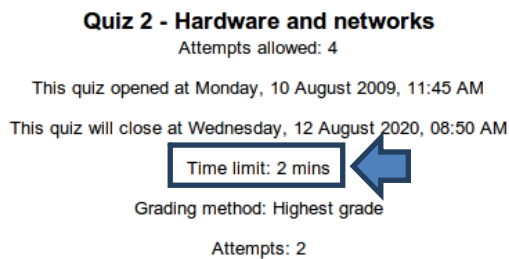 Quiz 2 - Hardware and networks
Attempts allowed: 4
This quiz opened at Monday, 10 August 2009, 11:45 AM
This quiz will close at Wednesday, 12 August 2020, 08:50 AM
Time limit: 2 mins
Grading method: Highest grade
Attempts: 2